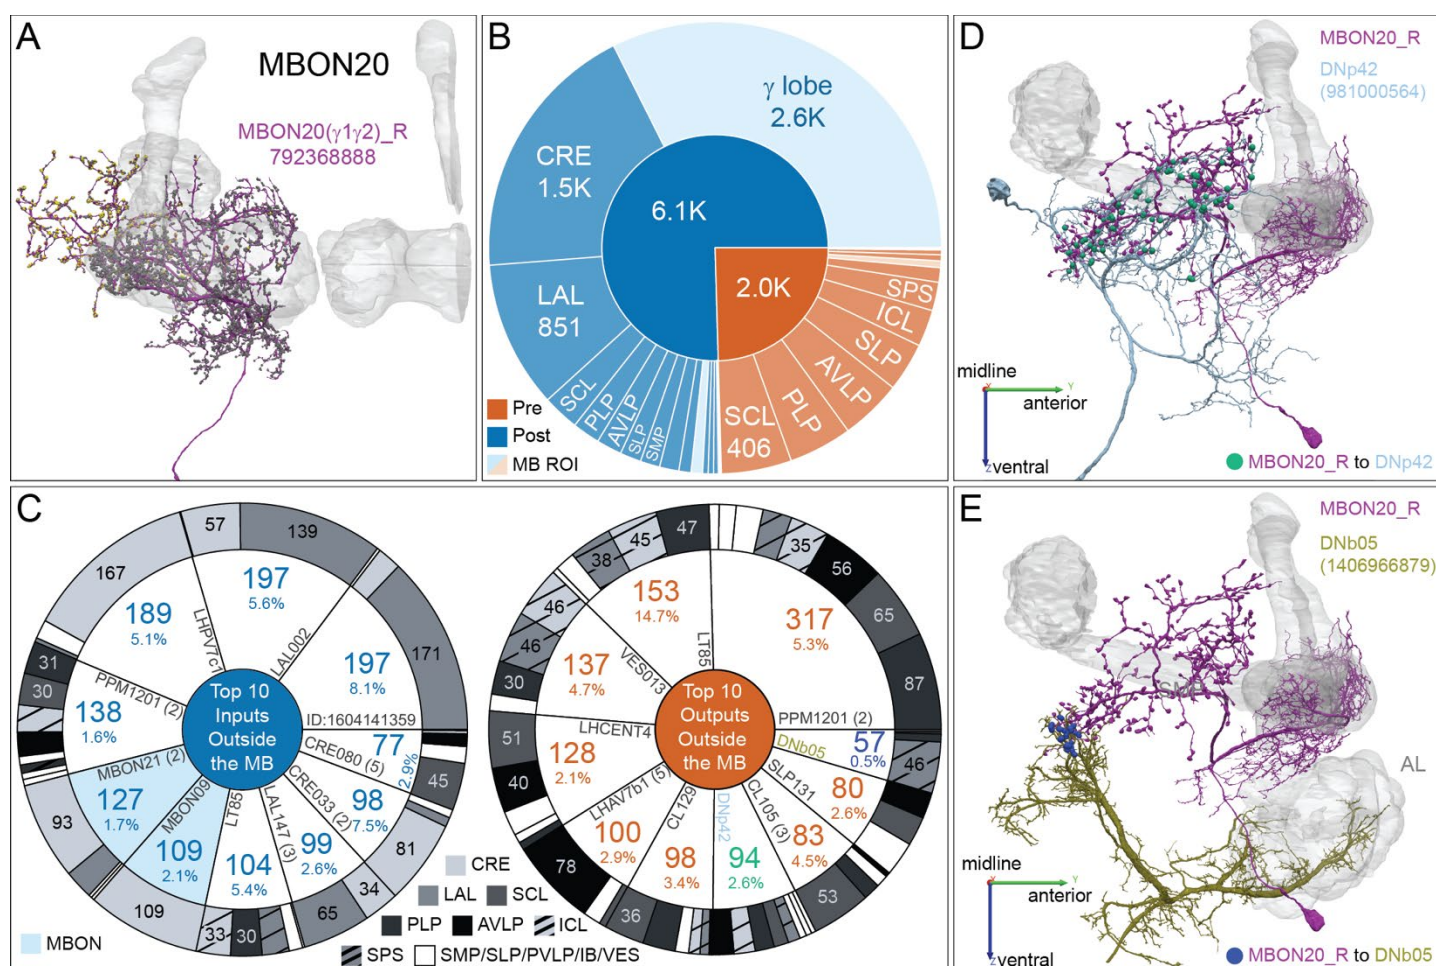 A
MBON20
MBON20(γ1γ2)_R
792368888
B
γ lobe
2.6K
CRE
1.5K
6.1K
2.0K
LAL
851
SCL
PLP
AVLP
SLP
SMP
SPS
ICL
SLP
AVLP
PLP
SCL
406
Pre
Post
MB ROI
D
MBON20_R
DNp42
(981000564)
midline
X
Y
anterior
Z
ventral
MBON20_R to DNp42
C
Top 10
Inputs
Outside
the MB
57
139
167
197
5.6%
189
5.1%
LHPV7c1
LAL002
197
8.1%
171
ID:1604141359
31
30
PPM1201 (2)
138
1.6%
CRE080 (5)
77
2.9%
45
MBON21 (2)
127
1.7%
93
MBON09
109
2.1%
109
LT85
104
5.4%
33
30
LAL147 (3)
99
2.6%
65
CRE033 (2)
98
7.5%
81
34
MBON
CRE
LAL
SCL
PLP
AVLP
ICL
SPS
SMP/SLP/PVLP/IB/VES
Top 10
Outputs
Outside
the MB
47
45
38
35
56
65
87
153
14.7%
LT85
317
5.3%
PPM1201 (2)
46
46
30
137
4.7%
VES013
DNb05
57
0.5%
46
51
40
128
2.1%
LHCENT4
SLP131
80
2.6%
LHAV7b1 (5)
100
2.9%
78
CL129
98
3.4%
36
DNp42
94
2.6%
CL105 (3)
83
4.5%
53
E
MBON20_R
DNb05
(1406966879)
AL
midline
X
Y
anterior
Z
ventral
MBON20_R to DNb05